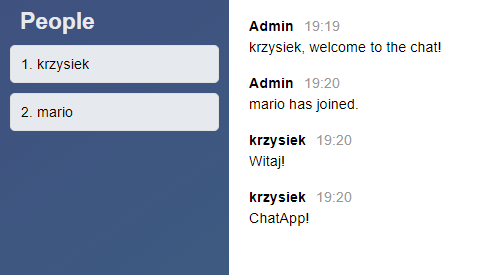 People
1. krzysiek
2. mario
Admin 19:19
krzysiek, welcome to the chat!
Admin 19:20
mario has joined.
krzysiek 19:20
Witaj!
krzysiek 19:20
ChatApp!